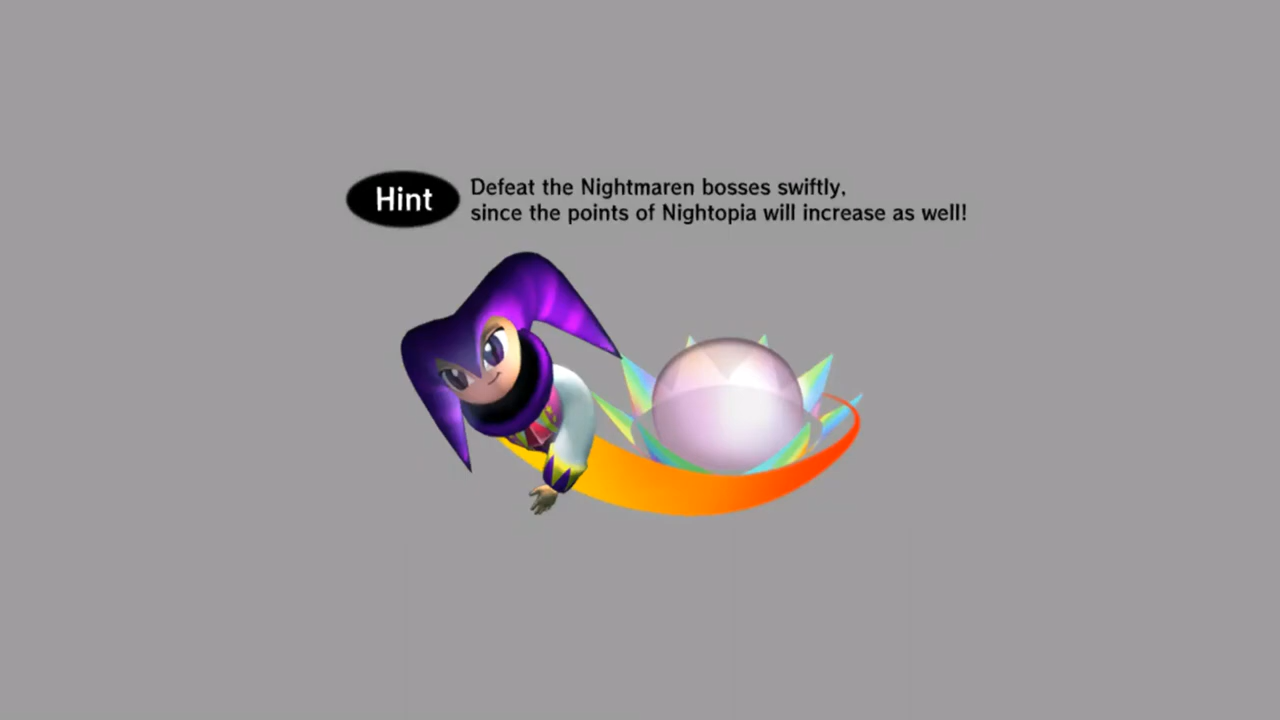 Hint
Defeat the Nightmaren bosses swiftly,
since the points of Nightopia will increase as well!